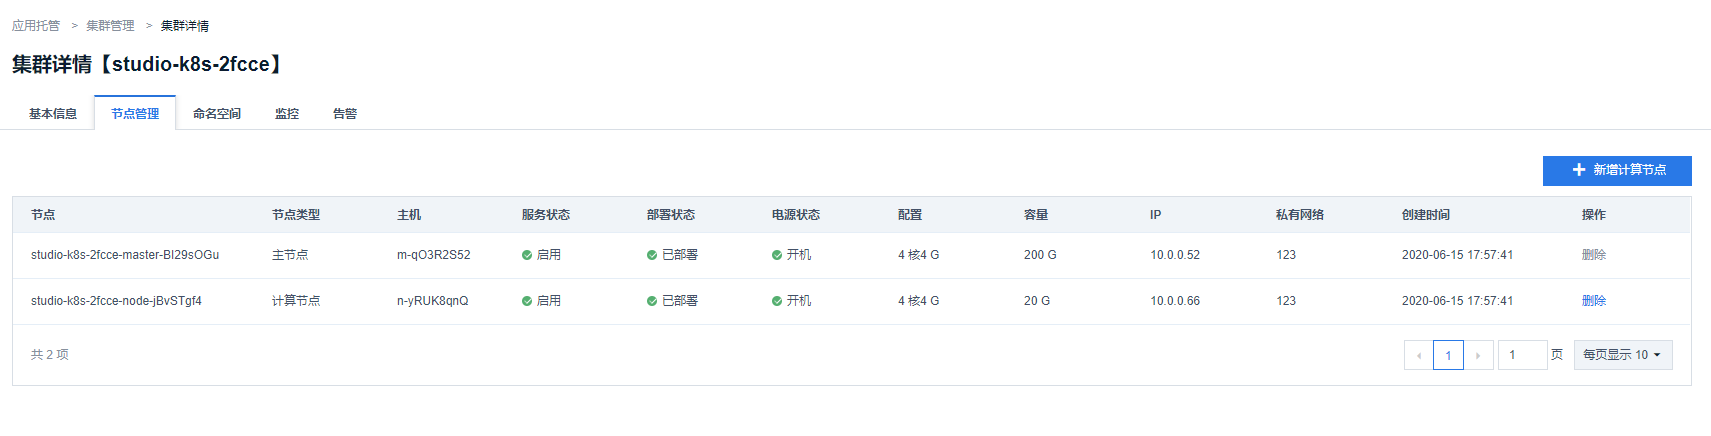 应用托管 > 集群管理 > 集群详情
集群详情【studio-k8s-2fcce】
基本信息 节点管理 命名空间 监控 告警
新增计算节点
节点 节点类型 主机 服务状态 部署状态 电源状态 配置 容量 IP 私有网络 创建时间 操作
studio-k8s-2fcce-master-BI29sOGu 主节点 m-qO3R2S52 启用 已部署 开机 4 核4 G 200 G 10.0.0.52 123 2020-06-15 17:57:41 删除
studio-k8s-2fcce-node-jBvSTgf4 计算节点 n-yRUK8qnQ 启用 已部署 开机 4 核4 G 20 G 10.0.0.66 123 2020-06-15 17:57:41 删除
共 2 项 1 1 页 每页显示 10